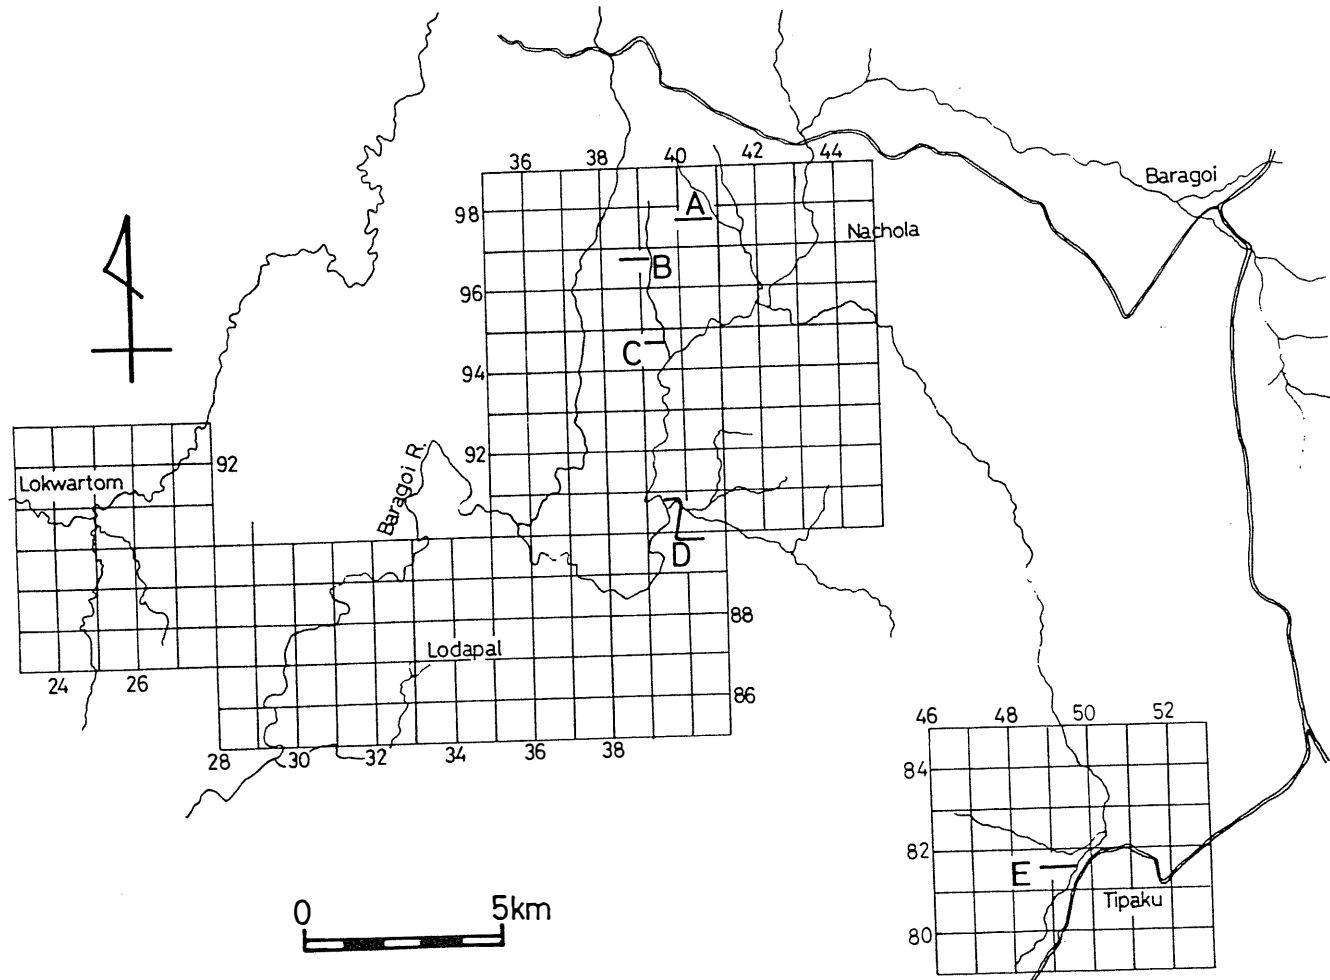 36 38 40 42 44
Baragoi
98
A
Nachola
B
96
C
94
92
Baragoi R.
92
Lokwartom
D
88
Lodapal
24 26
86
28 30 32 34 36 38
46 48 50 52
84
82
E
Tipaku
80
0 5km